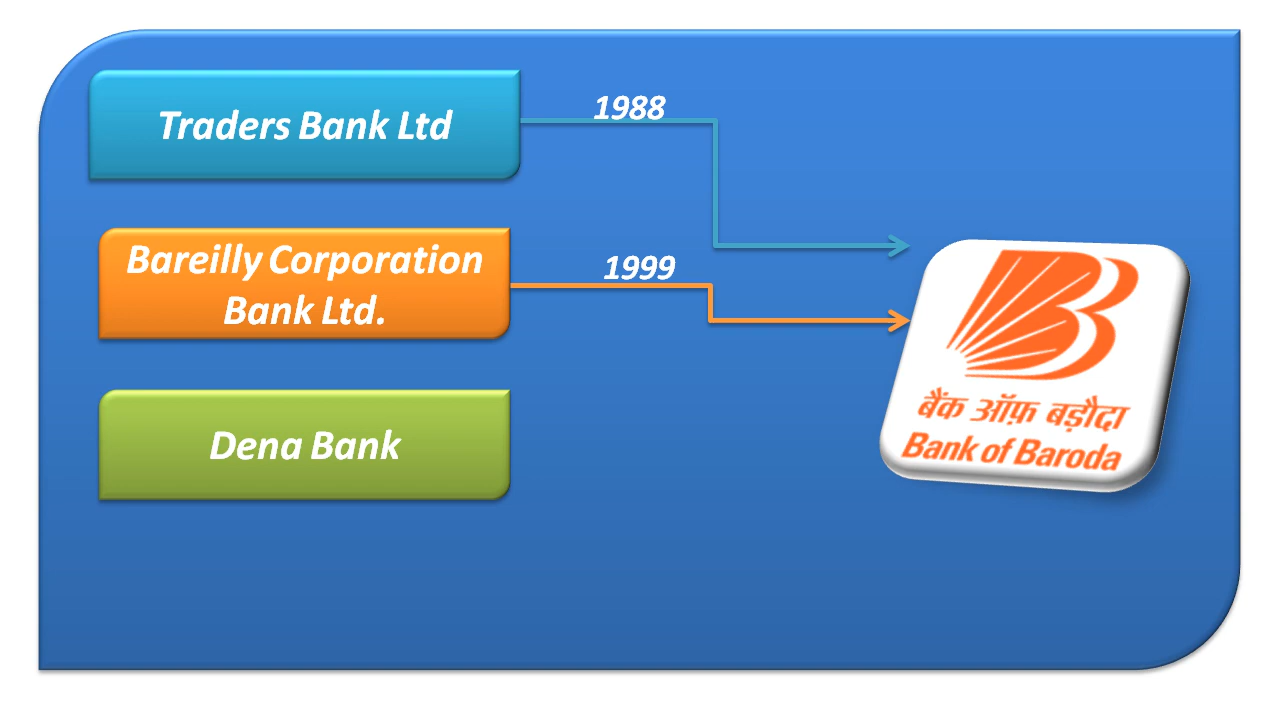 Traders Bank Ltd
1988
Bareilly Corporation
Bank Ltd.
1999
Dena Bank
बैंक ऑफ़ बड़ौदा
Bank of Baroda